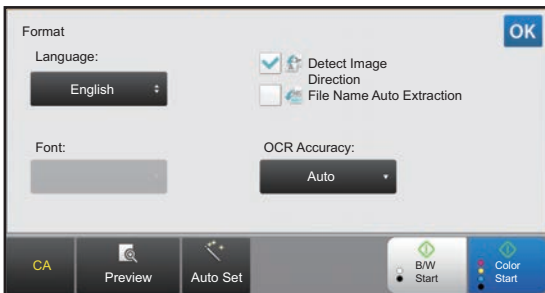 Format
OK
Language:
English
Detect Image
Direction
File Name Auto Extraction
Font:
OCR Accuracy:
Auto
CA
Preview
Auto Set
B/W
Start
Color
Start